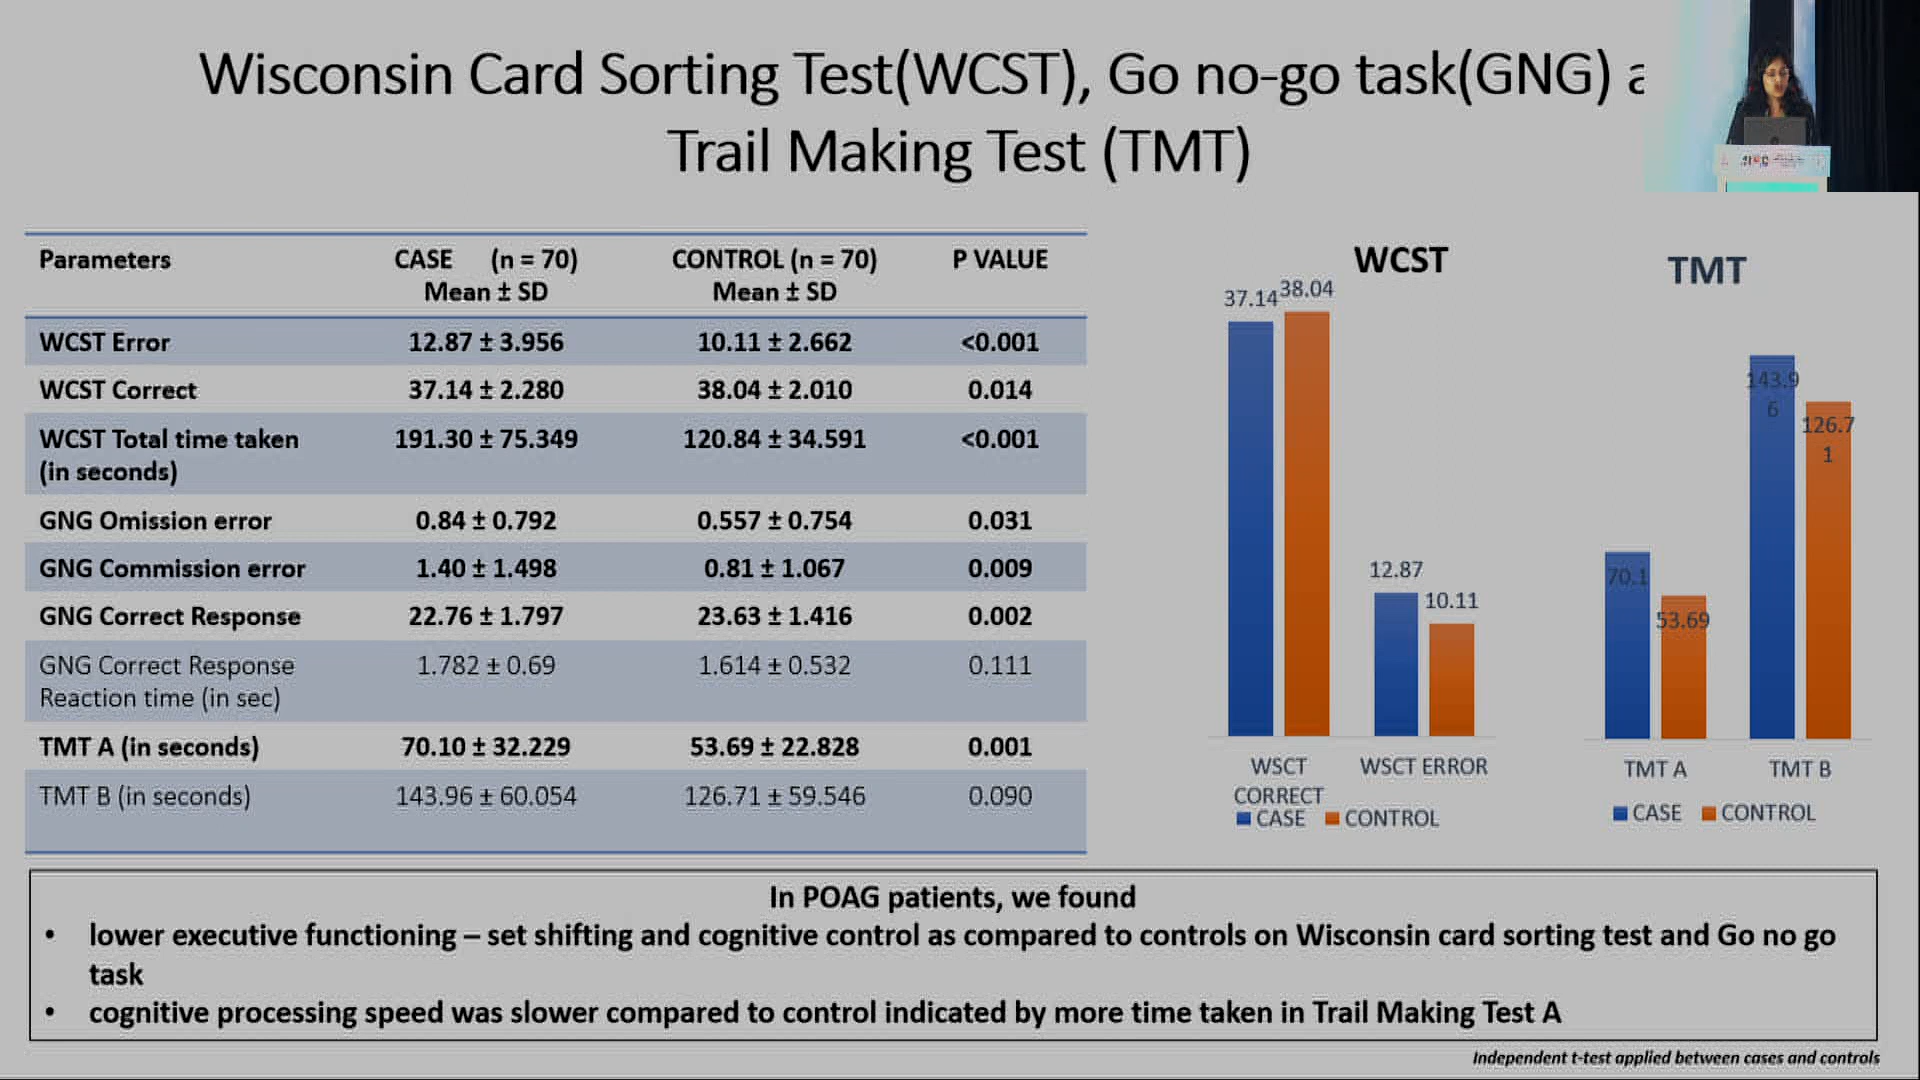 Wisconsin Card Sorting Test(WCST), Go no-go task(GNG) a
Trail Making Test (TMT)
Parameters CASE (n = 70) CONTROL (n = 70) P VALUE
Mean ± SD Mean ± SD
WCST Error 12.87 ± 3.956 10.11 ± 2.662 <0.001
WCST Correct 37.14 ± 2.280 38.04 ± 2.010 0.014
WCST Total time taken 191.30 ± 75.349 120.84 ± 34.591 <0.001
(in seconds)
GNG Omission error 0.84 ± 0.792 0.557 ± 0.754 0.031
GNG Commission error 1.40 ± 1.498 0.81 ± 1.067 0.009
GNG Correct Response 22.76 ± 1.797 23.63 ± 1.416 0.002
GNG Correct Response 1.782 ± 0.69 1.614 ± 0.532 0.111
Reaction time (in sec)
TMT A (in seconds) 70.10 ± 32.229 53.69 ± 22.828 0.001
TMT B (in seconds) 143.96 ± 60.054 126.71 ± 59.546 0.090
WCST
37.14 38.04
12.87
10.11
WSCT WSCT ERROR
CORRECT
CASE CONTROL
TMT
143.9
6
126.7
1
70.1
53.69
TMT A TMT B
CASE CONTROL
In POAG patients, we found
• lower executive functioning – set shifting and cognitive control as compared to controls on Wisconsin card sorting test and Go no go
task
• cognitive processing speed was slower compared to control indicated by more time taken in Trail Making Test A
Independent t-test applied between cases and controls